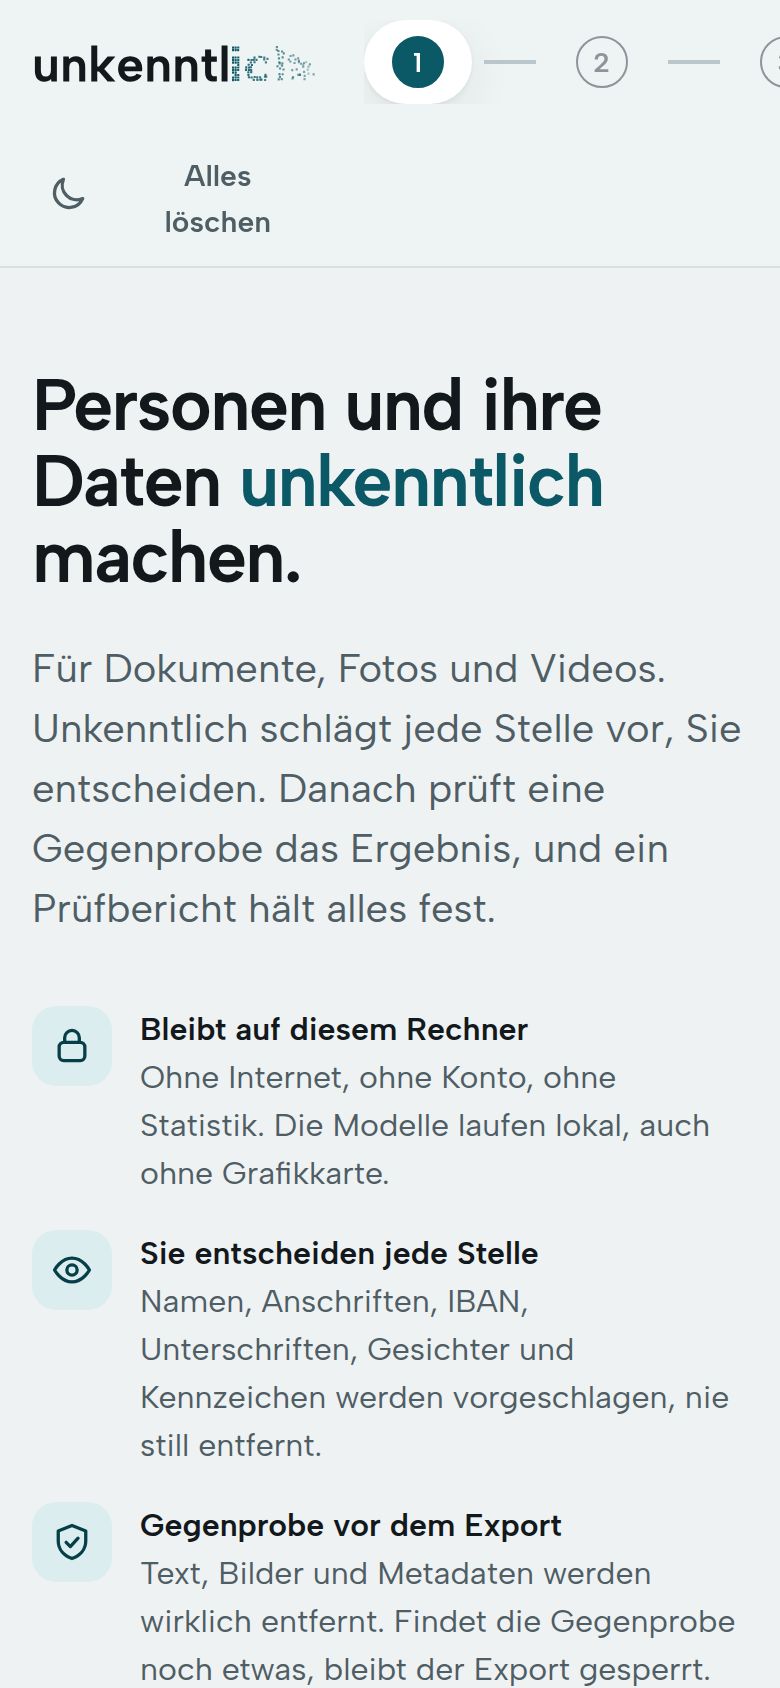 unkenntlich
1
2
Alles
löschen
Personen und ihre
Daten unkenntlich
machen.
Für Dokumente, Fotos und Videos.
Unkenntlich schlägt jede Stelle vor, Sie
entscheiden. Danach prüft eine
Gegenprobe das Ergebnis, und ein
Prüfbericht hält alles fest.
Bleibt auf diesem Rechner
Ohne Internet, ohne Konto, ohne
Statistik. Die Modelle laufen lokal, auch
ohne Grafikkarte.
Sie entscheiden jede Stelle
Namen, Anschriften, IBAN,
Unterschriften, Gesichter und
Kennzeichen werden vorgeschlagen, nie
still entfernt.
Gegenprobe vor dem Export
Text, Bilder und Metadaten werden
wirklich entfernt. Findet die Gegenprobe
noch etwas, bleibt der Export gesperrt.